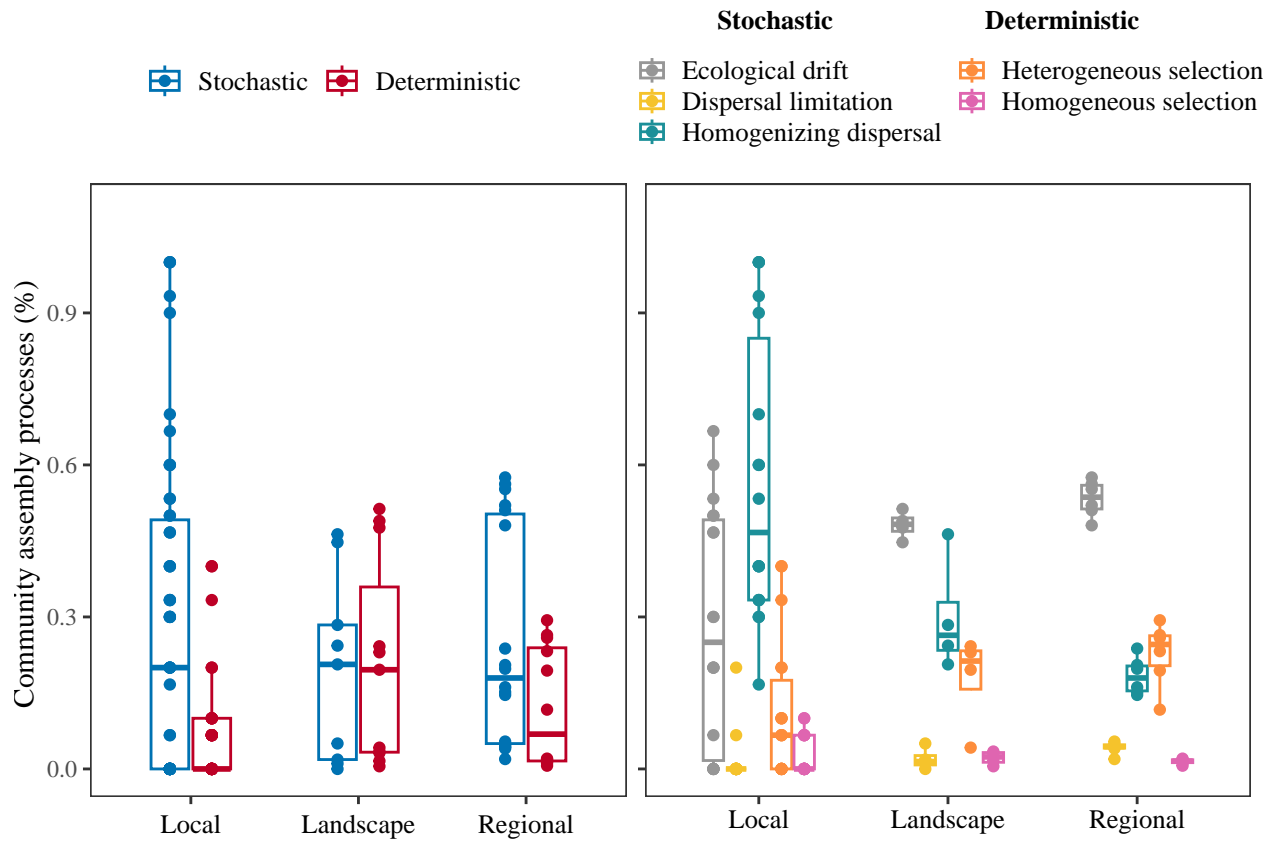 Stochastic Deterministic
Stochastic Deterministic
Ecological drift Heterogeneous selection
Dispersal limitation Homogeneous selection
Homogenizing dispersal
Community assembly processes (%)
0.9
0.6
0.3
0.0
Local Landscape Regional
Local Landscape Regional